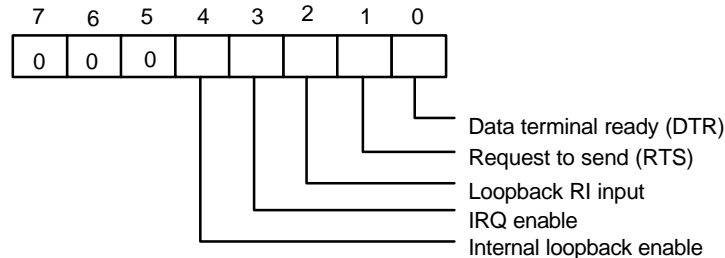 7 6 5 4 3 2 1 0
0 0 0
Data terminal ready (DTR)
Request to send (RTS)
Loopback RI input
IRQ enable
Internal loopback enable